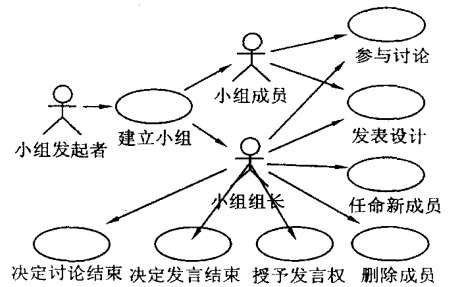 参与讨论
小组成员
发表设计
小组发起者
建立小组
小组组长
任命新成员
决定讨论结束
决定发言结束
授予发言权
删除成员